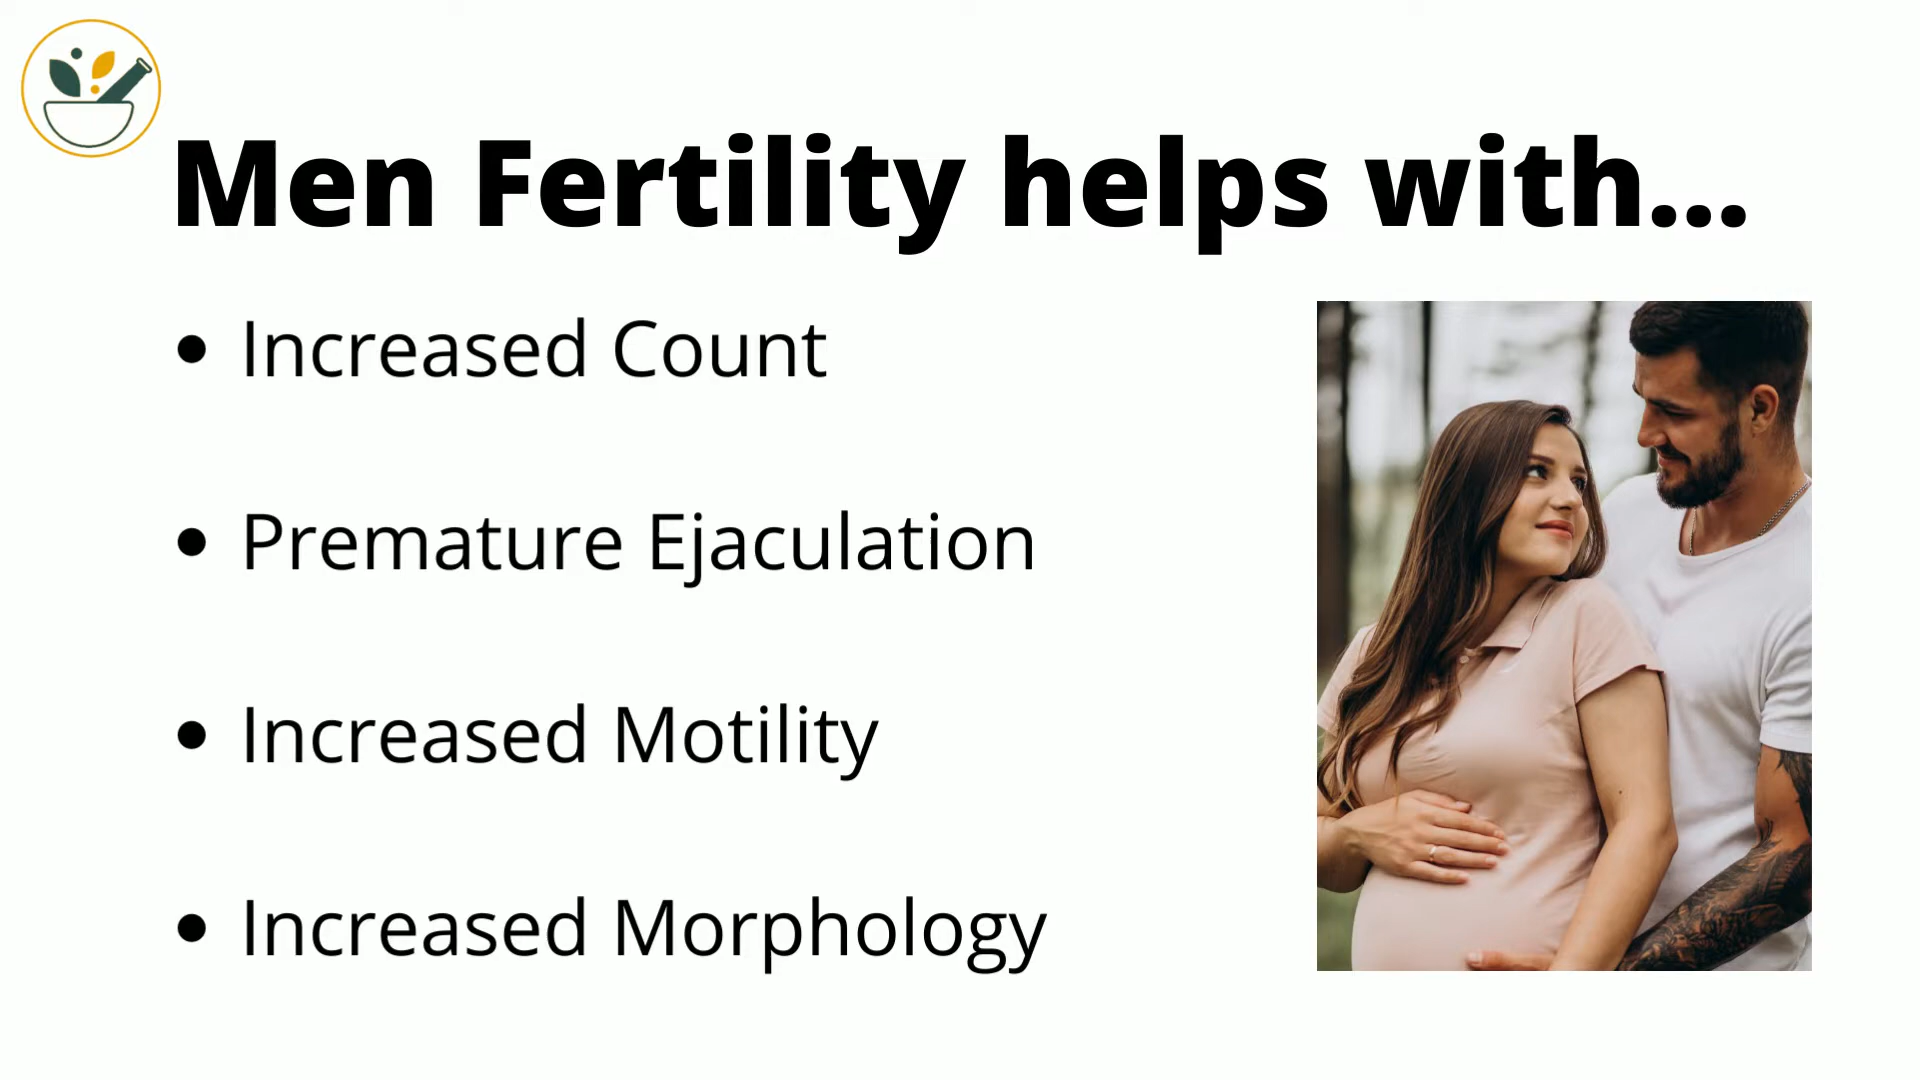 Men Fertility helps with...
• Increased Count
• Premature Ejaculation
• Increased Motility
• Increased Morphology